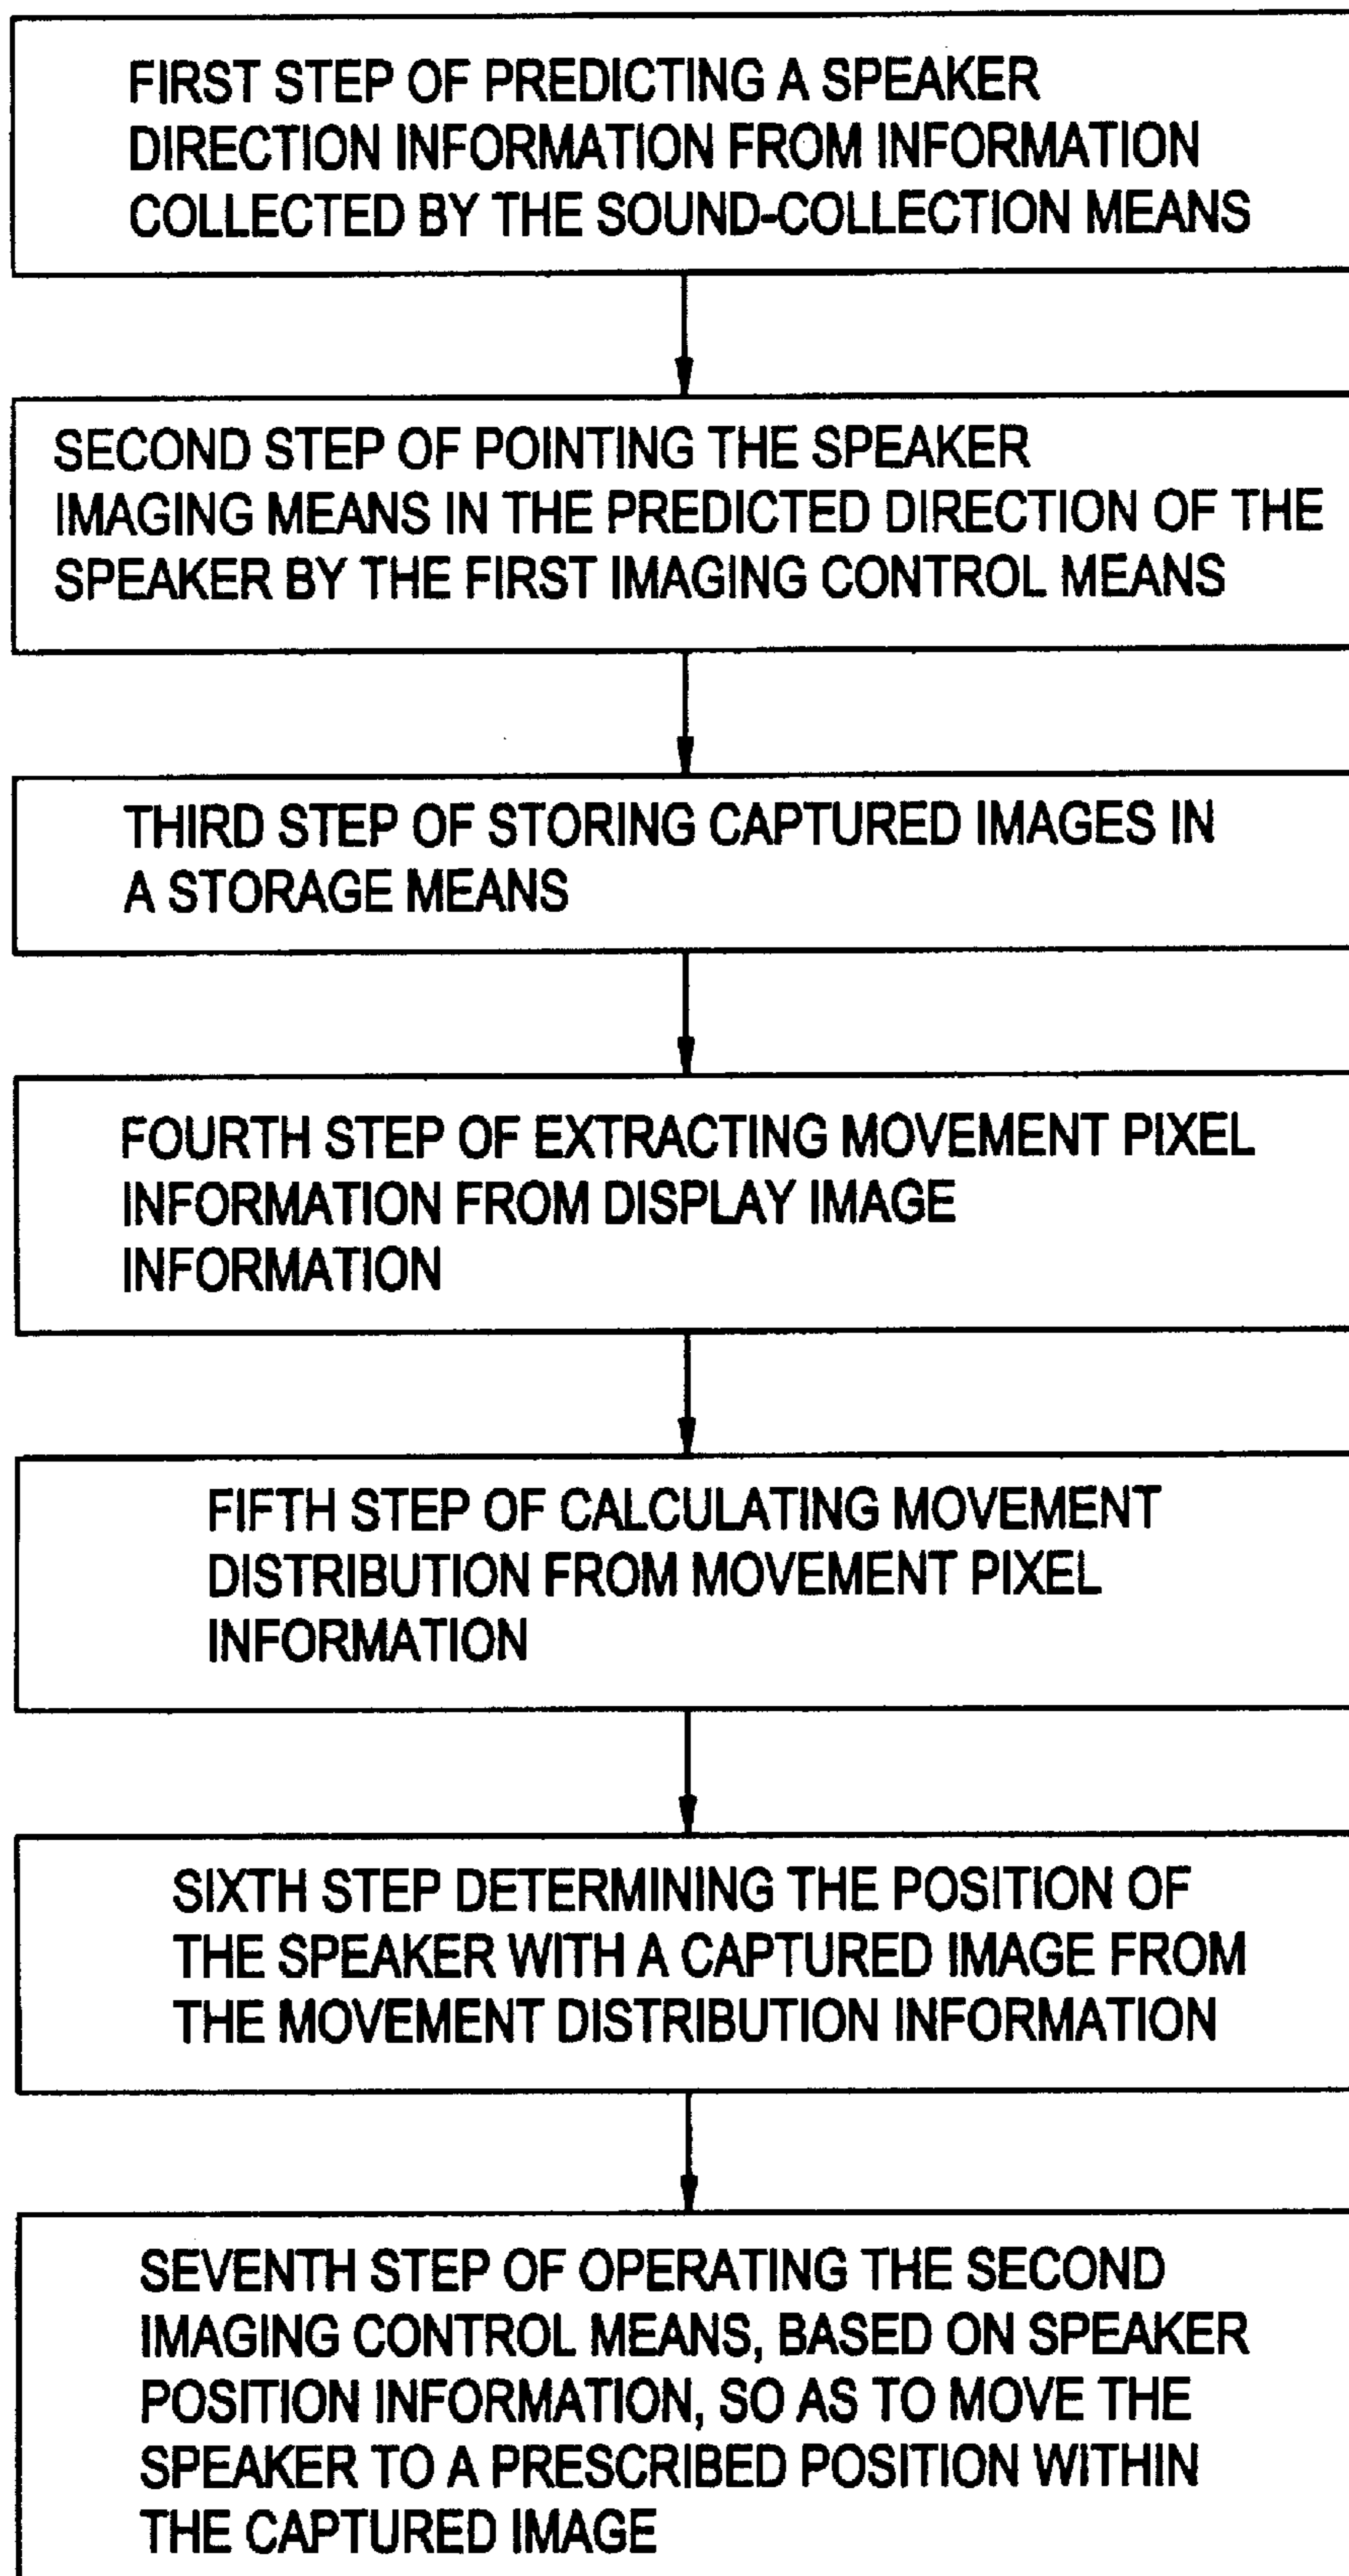 FIRST STEP OF PREDICTING A SPEAKER
DIRECTION INFORMATION FROM INFORMATION
COLLECTED BY THE SOUND-COLLECTION MEANS
SECOND STEP OF POINTING THE SPEAKER
IMAGING MEANS IN THE PREDICTED DIRECTION OF THE
SPEAKER BY THE FIRST IMAGING CONTROL MEANS
THIRD STEP OF STORING CAPTURED IMAGES IN
A STORAGE MEANS
FOURTH STEP OF EXTRACTING MOVEMENT PIXEL
INFORMATION FROM DISPLAY IMAGE
INFORMATION
FIFTH STEP OF CALCULATING MOVEMENT
DISTRIBUTION FROM MOVEMENT PIXEL
INFORMATION
SIXTH STEP DETERMINING THE POSITION OF
THE SPEAKER WITH A CAPTURED IMAGE FROM
THE MOVEMENT DISTRIBUTION INFORMATION
SEVENTH STEP OF OPERATING THE SECOND
IMAGING CONTROL MEANS, BASED ON SPEAKER
POSITION INFORMATION, SO AS TO MOVE THE
SPEAKER TO A PRESCRIBED POSITION WITHIN
THE CAPTURED IMAGE